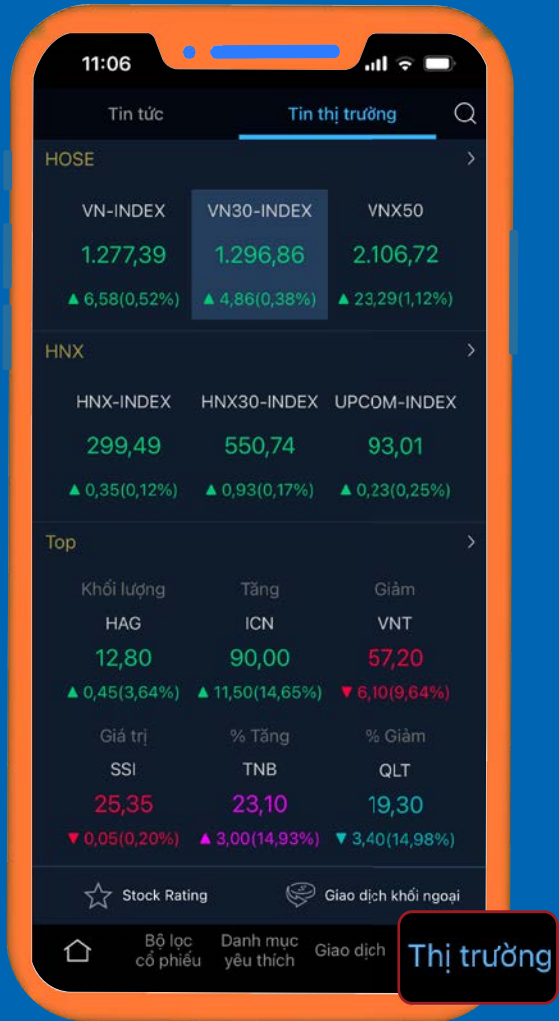 11:06
Tin tức Tin thị trường
HOSE >
VN-INDEX VN30-INDEX VNX50
1.277,39 1.296,86 2.106,72
▲ 6,58(0,52%) ▲ 4,86(0,38%) ▲ 23,29(1,12%)
HNX >
HNX-INDEX HNX30-INDEX UPCOM-INDEX
299,49 550,74 93,01
▲ 0,35(0,12%) ▲ 0,93(0,17%) ▲ 0,23(0,25%)
Top >
Khối lượng Tăng Giảm
HAG ICN VNT
12,80 90,00 57,20
▲ 0,45(3,64%) ▲ 11,50(14,65%) ▼ 6,10(9,64%)
Giá trị % Tăng % Giảm
SSI TNB QLT
25,35 23,10 19,30
▼ 0,05(0,20%) ▲ 3,00(14,93%) ▼ 3,40(14,98%)
Stock Rating Giao dịch khối ngoại
Bộ lọc Danh mục Giao dịch Thị trường
cổ phiếu yêu thích